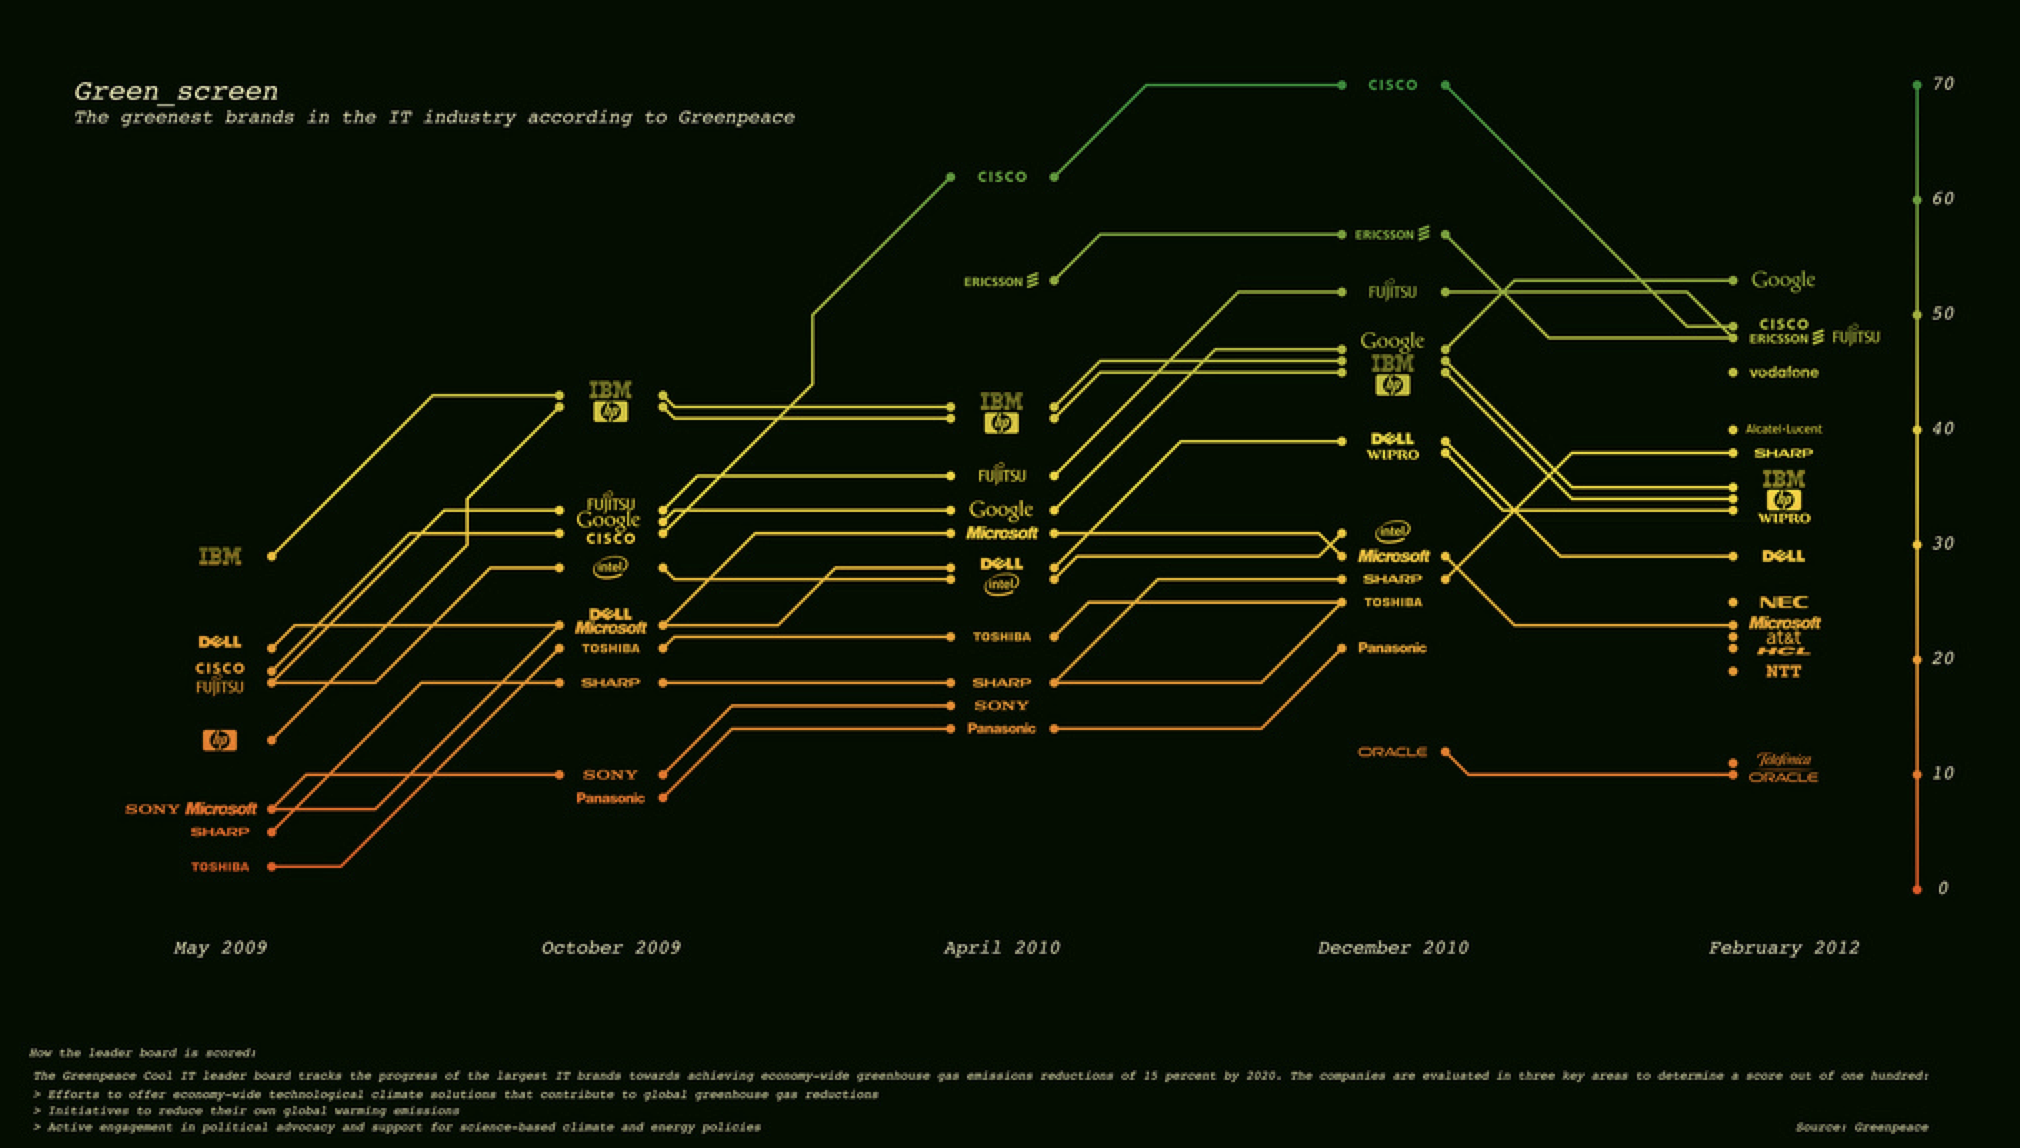 Green_screen
The greenest brands in the IT industry according to Greenpeace
IBM
DELL
CISCO
FUJITSU
hp
SONY Microsoft
SHARP
TOSHIBA
May 2009
IBM
hp
FUJITSU
Google
CISCO
intel
DELL
Microsoft
TOSHIBA
SHARP
SONY
Panasonic
October 2009
CISCO
ERICSSON
IBM
hp
FUJITSU
Google
Microsoft
DELL
intel
TOSHIBA
SHARP
SONY
Panasonic
April 2010
CISCO
ERICSSON
FUJITSU
Google
IBM
hp
DELL
WIPRO
intel
Microsoft
SHARP
TOSHIBA
Panasonic
ORACLE
December 2010
Google
CISCO
ERICSSON FUJITSU
vodafone
Alcatel-Lucent
SHARP
IBM
hp
WIPRO
DELL
NEC
Microsoft
at&t
HCL
NTT
Telefónica
ORACLE
February 2012
70
60
50
40
30
20
10
0
How the leader board is scored:
The Greenpeace Cool IT leader board tracks the progress of the largest IT brands towards achieving economy-wide greenhouse gas emissions reductions of 15 percent by 2020. The companies are evaluated in three key areas to determine a score out of one hundred:
> Efforts to offer economy-wide technological climate solutions that contribute to global greenhouse gas reductions
> Initiatives to reduce their own global warming emissions
> Active engagement in political advocacy and support for science-based climate and energy policies
Source: Greenpeace